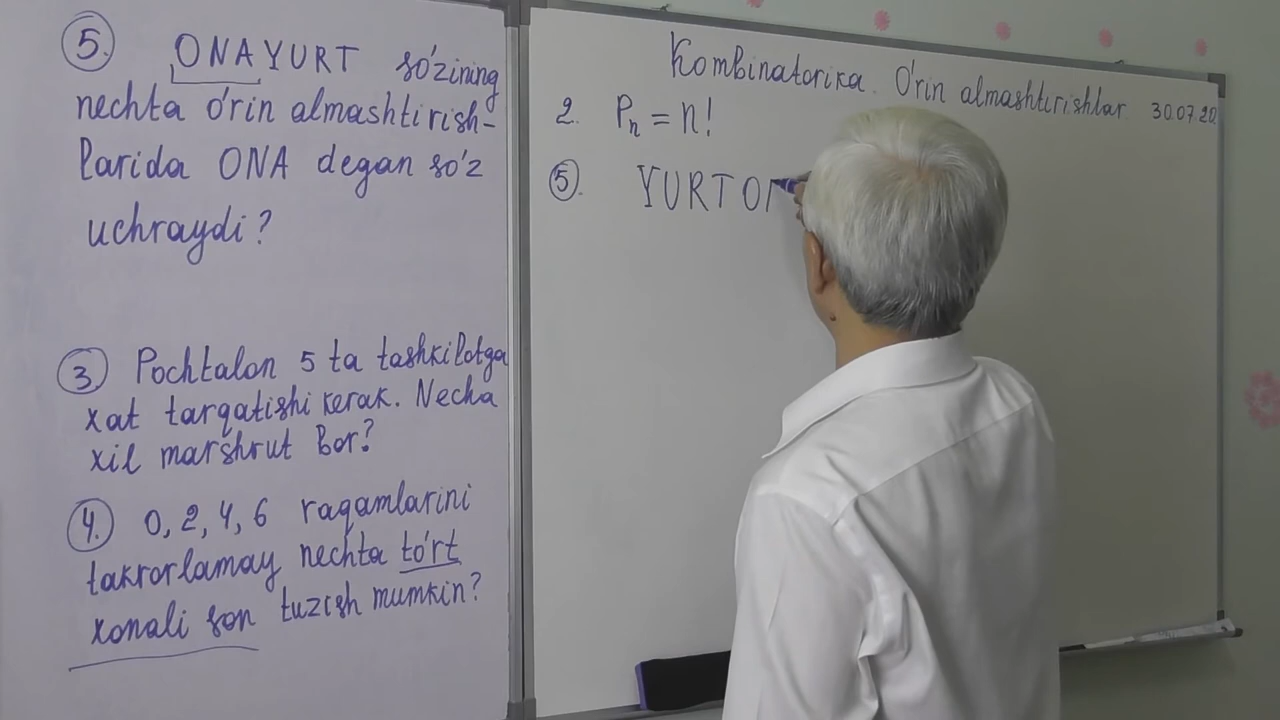 5. ONAYURT so'zining
nechta o'rin almashtirish-
larida ONA degan so'z
uchraydi?
3 Pochtalon 5 ta tashkilotga
xat tarqatishi kerak. Necha
xil marshrut bor?
4. 0, 2, 4, 6 raqamlarini
takrorlamay nechta to'rt
xonali son tuzish mumkin?
Kombinatorika. O'rin almashtirishlar 30.07.20
2. Pn = n!
5. YURTO